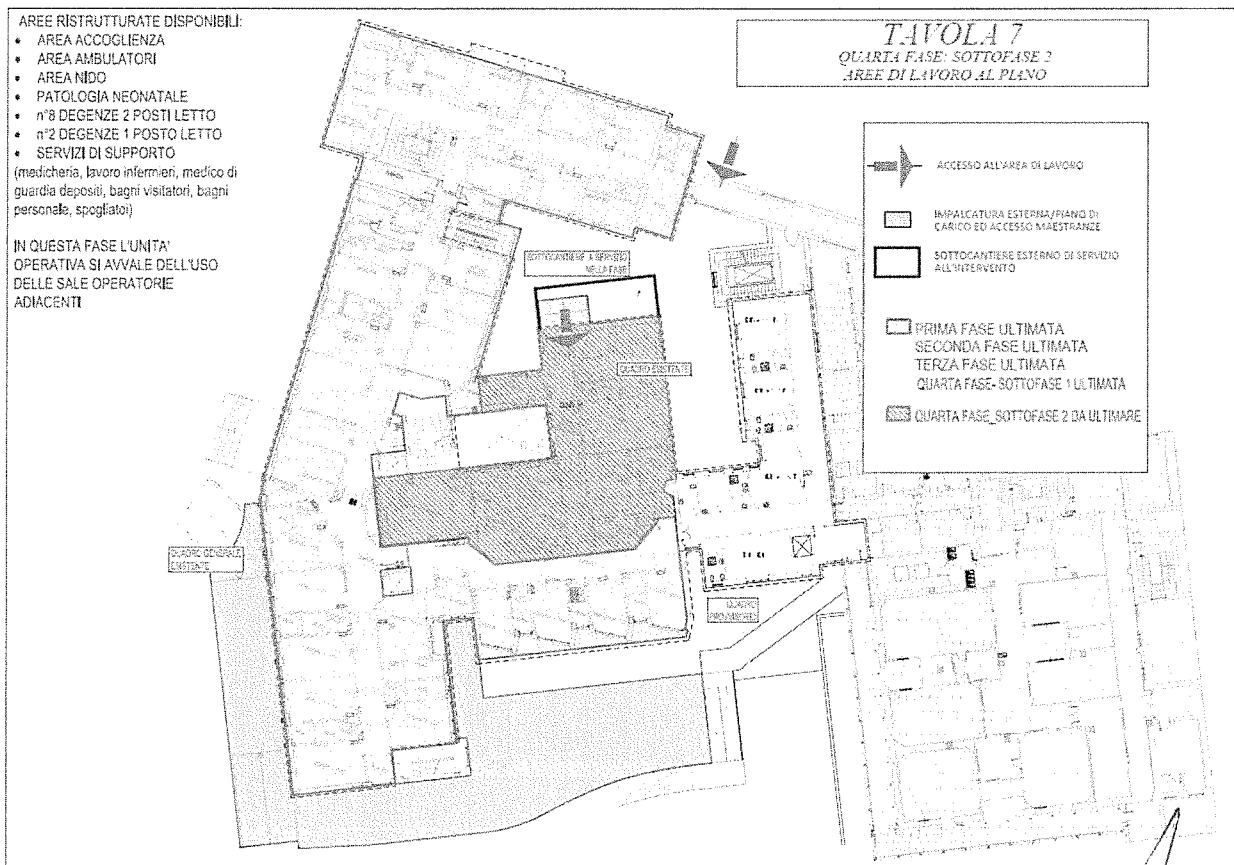 AREE RISTRUTTURATE DISPONIBILI:
• AREA ACCOGLIENZA
• AREA AMBULATORI
• AREA NIDO
• PATOLOGIA NEONATALE
• n°8 DEGENZE 2 POSTI LETTO
• n°2 DEGENZE 1 POSTO LETTO
• SERVIZI DI SUPPORTO
(medicheria, lavoro infermieri, medico di
guardia depositi, bagni visitatori, bagni
personale, spogliatoi)
IN QUESTA FASE L'UNITA'
OPERATIVA SI AVVALE DELL'USO
DELLE SALE OPERATORIE
ADIACENTI
TAVOLA 7
QUARTA FASE: SOTTOFASE 2
AREE DI LAVORO AL PIANO
ACCESSO ALL'AREA DI LAVORO
IMPALCATURA ESTERNA/PIANO DI
CARICO ED ACCESSO MAESTRANZE
SOTTOCANTIERE ESTERNO DI SERVIZIO
ALL'INTERVENTO
PRIMA FASE ULTIMATA
SECONDA FASE ULTIMATA
TERZA FASE ULTIMATA
QUARTA FASE- SOTTOFASE 1 ULTIMATA
QUARTA FASE_SOTTOFASE 2 DA ULTIMARE
SOTTOCANTIERE A SERVIZIO
NELLA FASE
QUADRO ESISTENTE
QUADRO GENERALE
ESISTENTE
QUADRO